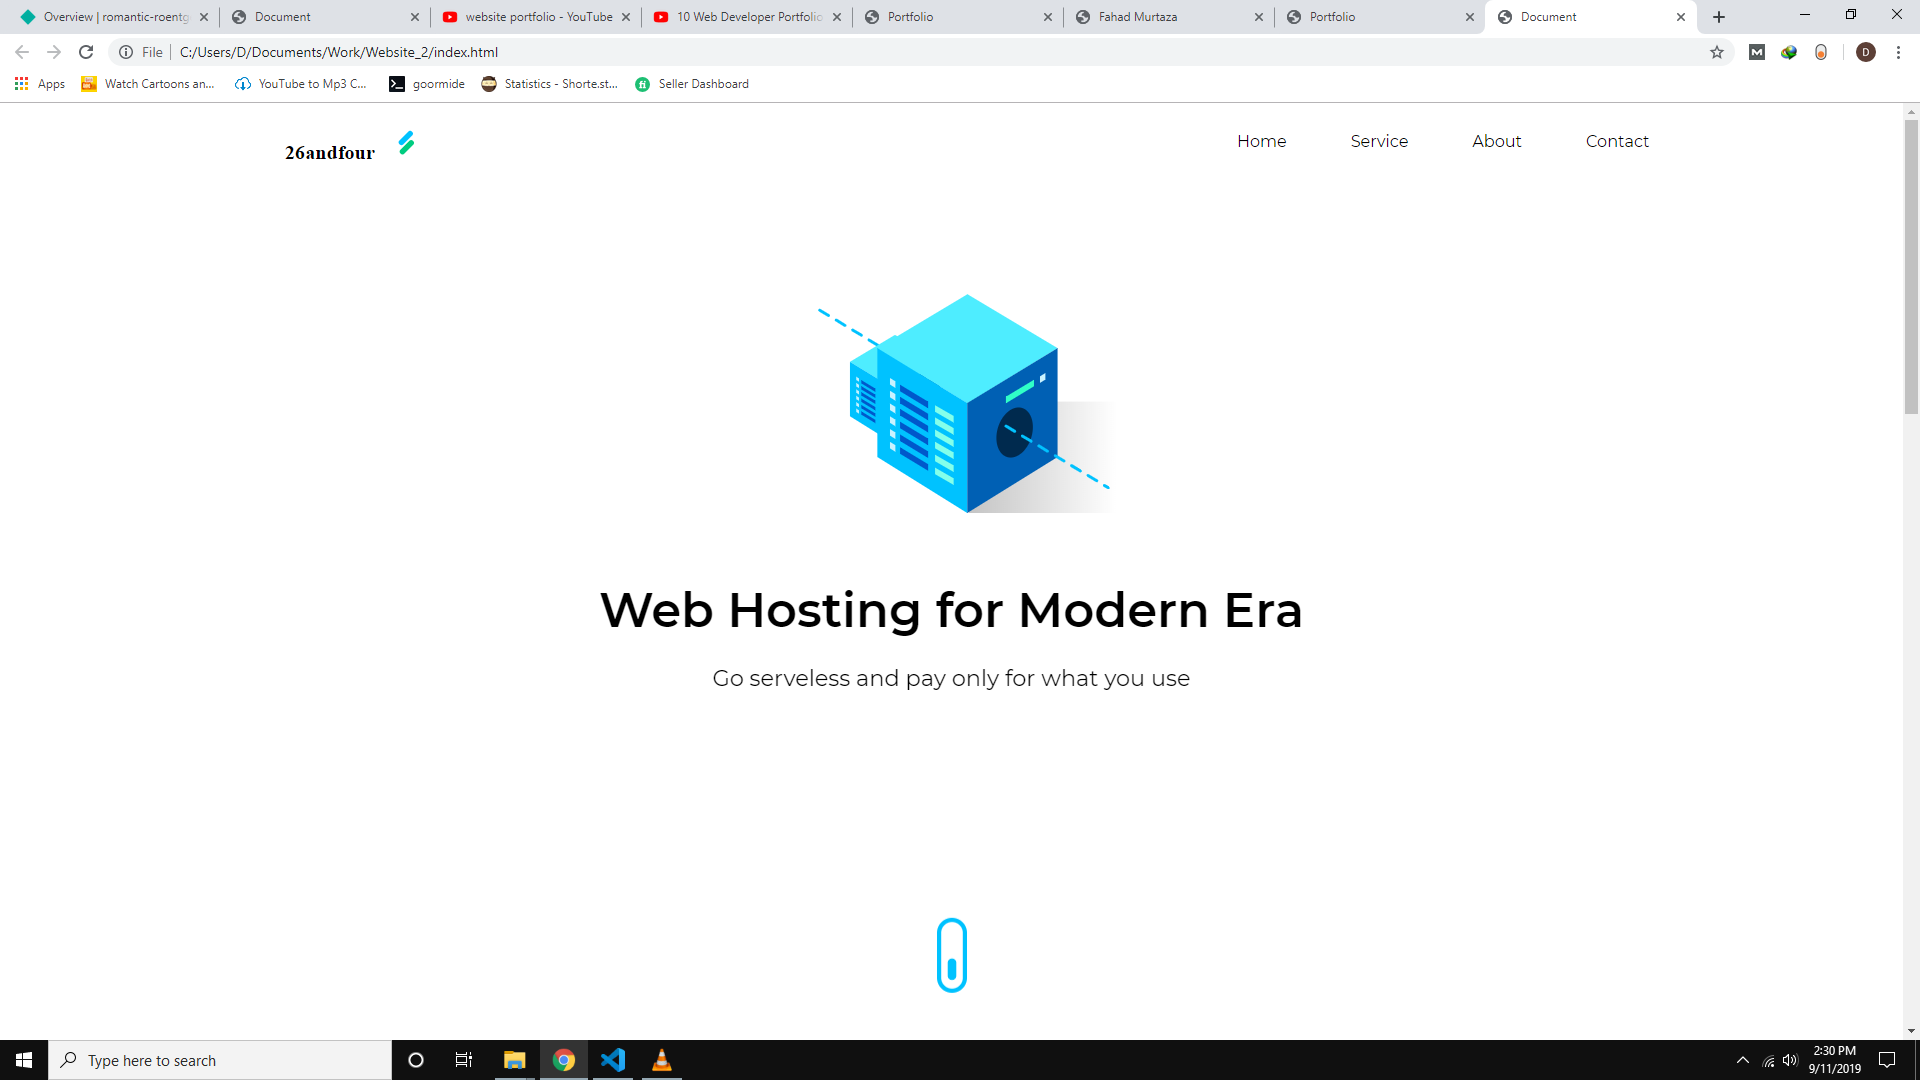 Overview | romantic-roentg
Document
website portfolio - YouTube
10 Web Developer Portfolio
Portfolio
Fahad Murtaza
Portfolio
Document
File
C:/Users/D/Documents/Work/Website_2/index.html
M
D
Apps
Watch Cartoons an...
YouTube to Mp3 C...
goormide
Statistics - Shorte.st...
fi
Seller Dashboard
26andfour
Home
Service
About
Contact
Web Hosting for Modern Era
Go serveless and pay only for what you use
Type here to search
2:30 PM
9/11/2019